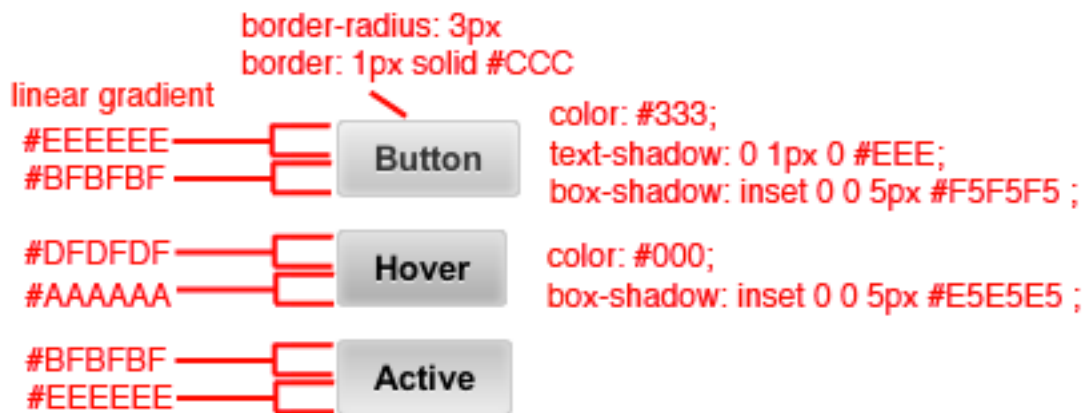 border-radius: 3px
border: 1px solid #CCC
linear gradient
#EEEEEE
#BFBFBF
Button
color: #333;
text-shadow: 0 1px 0 #EEE;
box-shadow: inset 0 0 5px #F5F5F5 ;
#DFDFDF
#AAAAAA
Hover
color: #000;
box-shadow: inset 0 0 5px #E5E5E5 ;
#BFBFBF
#EEEEEE
Active